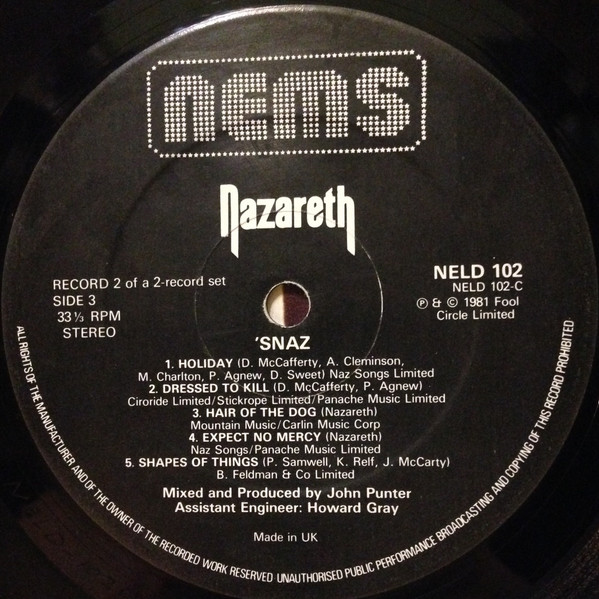 nems
Nazareth
RECORD 2 of a 2-record set
SIDE 3
33 ⅓ RPM
STEREO
NELD 102
NELD 102-C
℗ & © 1981 Fool
Circle Limited
'SNAZ
1. HOLIDAY (D. McCafferty, A. Cleminson,
M. Charlton, P. Agnew, D. Sweet) Naz Songs Limited
2. DRESSED TO KILL (D. McCafferty, P. Agnew)
Ciroride Limited/Stickrope Limited/Panache Music Limited
3. HAIR OF THE DOG (Nazareth)
Mountain Music/Carlin Music Corp
4. EXPECT NO MERCY (Nazareth)
Naz Songs/Panache Music Limited
5. SHAPES OF THINGS (P. Samwell, K. Relf, J. McCarty)
B. Feldman & Co Limited
Mixed and Produced by John Punter
Assistant Engineer: Howard Gray
Made in UK
ALL RIGHTS OF THE MANUFACTURER AND OF THE OWNER OF THE RECORDED WORK RESERVED UNAUTHORISED PUBLIC PERFORMANCE BROADCASTING AND COPYING OF THIS RECORD PROHIBITED